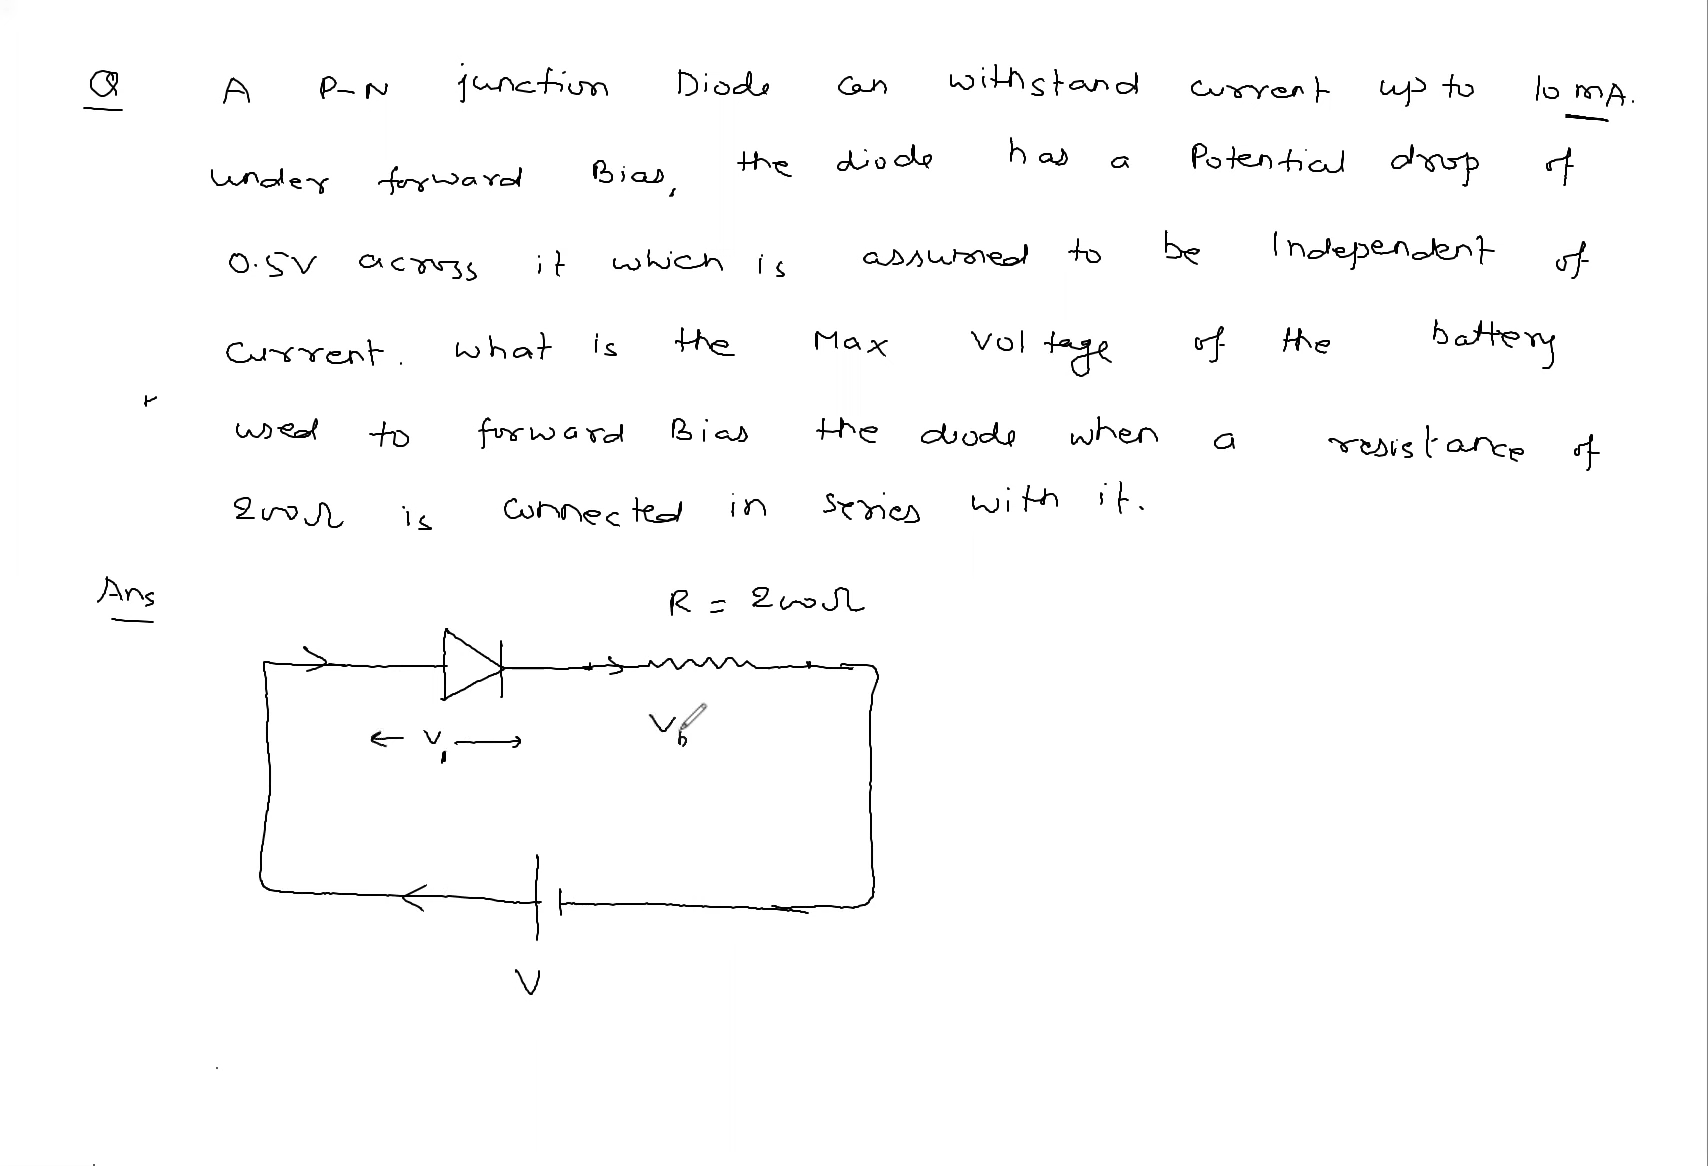 Q A P-N junction Diode can withstand current up to 10 mA.
under forward Bias, the diode has a Potential drop of
0.5V across it which is assumed to be Independent of
current. what is the Max voltage of the battery
used to forward Bias the diode when a resistance of
200Ω is connected in series with it.
Ans
R = 200Ω
← V₁ →
V